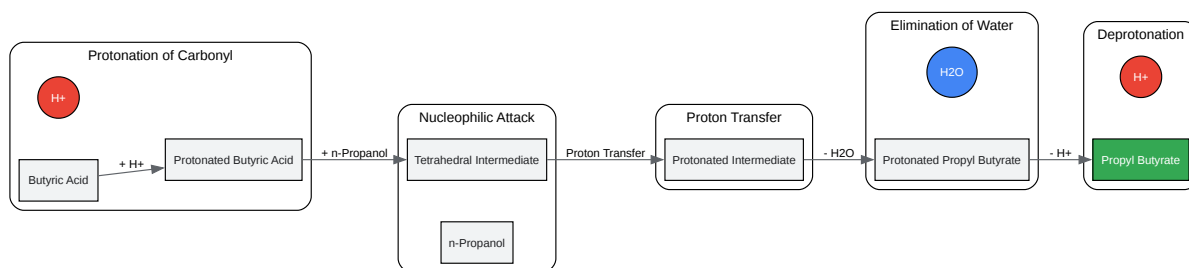 Protonation of Carbonyl
H+
Butyric Acid
+ H+
Protonated Butyric Acid
+ n-Propanol
Nucleophilic Attack
Tetrahedral Intermediate
n-Propanol
Proton Transfer
Proton Transfer
Protonated Intermediate
- H2O
Elimination of Water
H2O
Protonated Propyl Butyrate
- H+
Deprotonation
H+
Propyl Butyrate